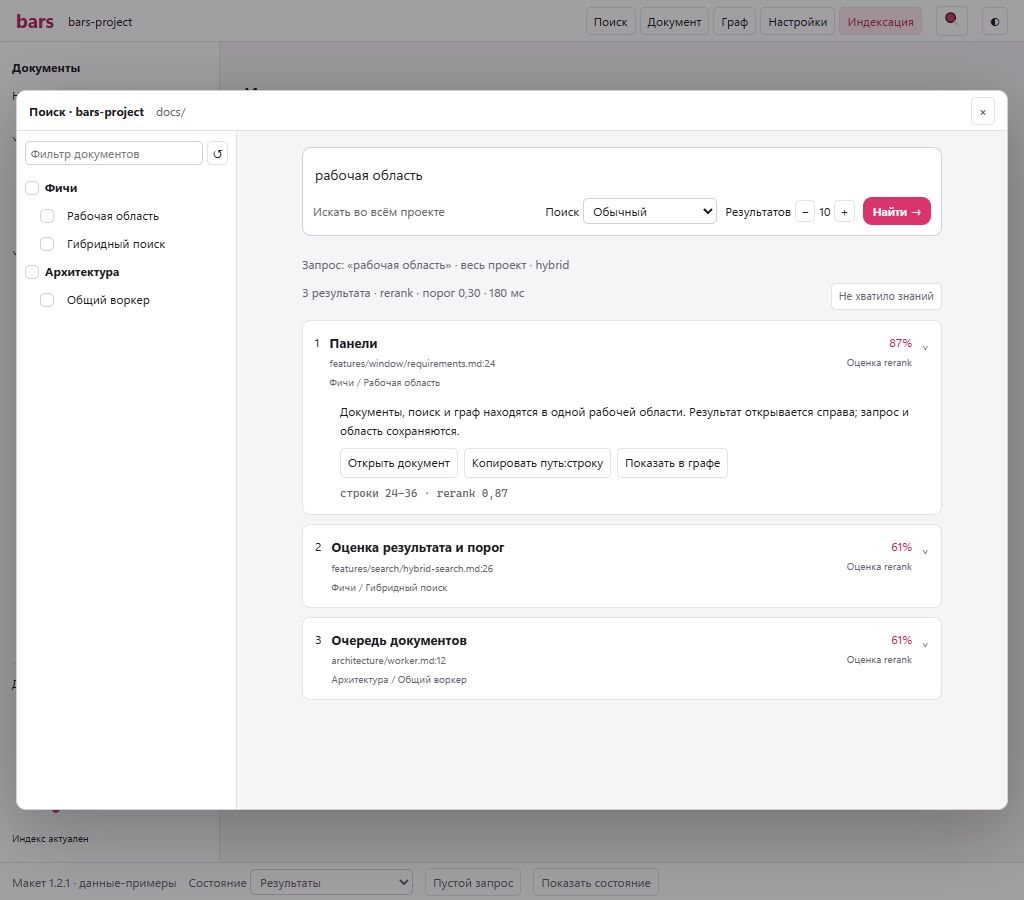 bars bars-project Поиск Документ Граф Настройки Индексация
Документы
Поиск · bars-project docs/ ×
Фильтр документов ↺
Фичи
Рабочая область
Гибридный поиск
Архитектура
Общий воркер
рабочая область
Искать во всём проекте Поиск Обычный Результатов − 10 + Найти →
Запрос: «рабочая область» · весь проект · hybrid
3 результата · rerank · порог 0,30 · 180 мс Не хватило знаний
1 Панели 87%
features/window/requirements.md:24 Оценка rerank
Фичи / Рабочая область
Документы, поиск и граф находятся в одной рабочей области. Результат открывается справа; запрос и
область сохраняются.
Открыть документ Копировать путь:строку Показать в графе
строки 24–36 · rerank 0,87
2 Оценка результата и порог 61%
features/search/hybrid-search.md:26 Оценка rerank
Фичи / Гибридный поиск
3 Очередь документов 61%
architecture/worker.md:12 Оценка rerank
Архитектура / Общий воркер
Индекс актуален
Макет 1.2.1 · данные-примеры Состояние Результаты Пустой запрос Показать состояние